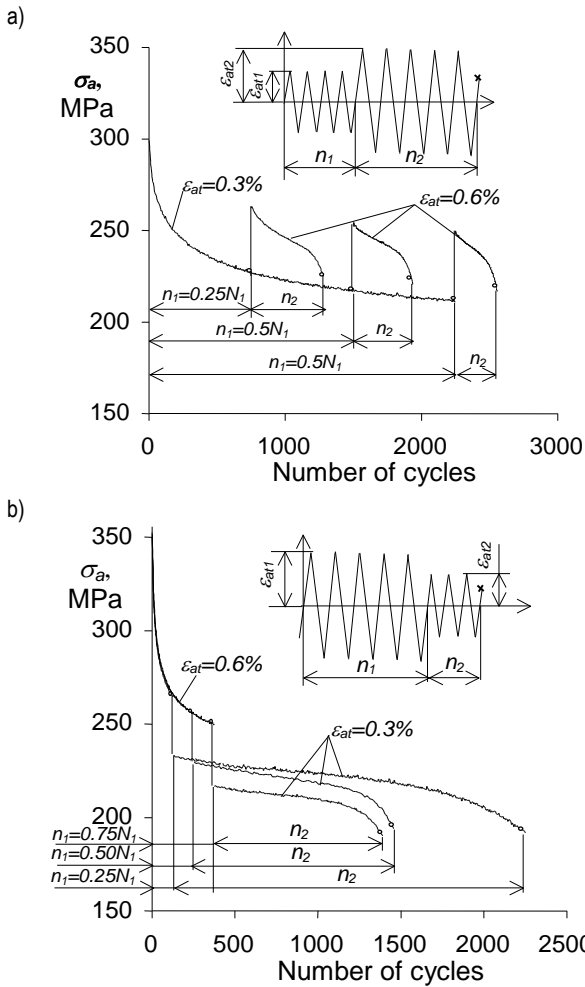 a)
350
σa,
MPa
300
250
200
150
εat2
εat1
n1
n2
εat=0.3%
εat=0.6%
n1=0.25N1
n2
n1=0.5N1
n2
n1=0.5N1
n2
0
1000
2000
3000
Number of cycles
b)
350
σa,
MPa
300
250
200
150
εat1
εat2
n1
n2
εat=0.6%
εat=0.3%
n1=0.75N1
n2
n1=0.50N1
n2
n1=0.25N1
n2
0
500
1000
1500
2000
2500
Number of cycles